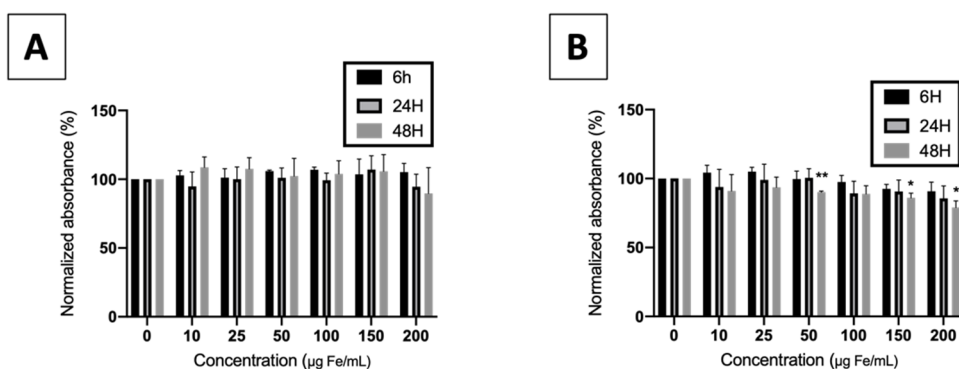 A
6h
24H
48H
Normalized absorbance (%)
150
100
50
0
0 10 25 50 100 150 200
Concentration (µg Fe/mL)
B
6H
24H
48H
Normalized absorbance (%)
150
100
50
0
** * *
0 10 25 50 100 150 200
Concentration (µg Fe/mL)